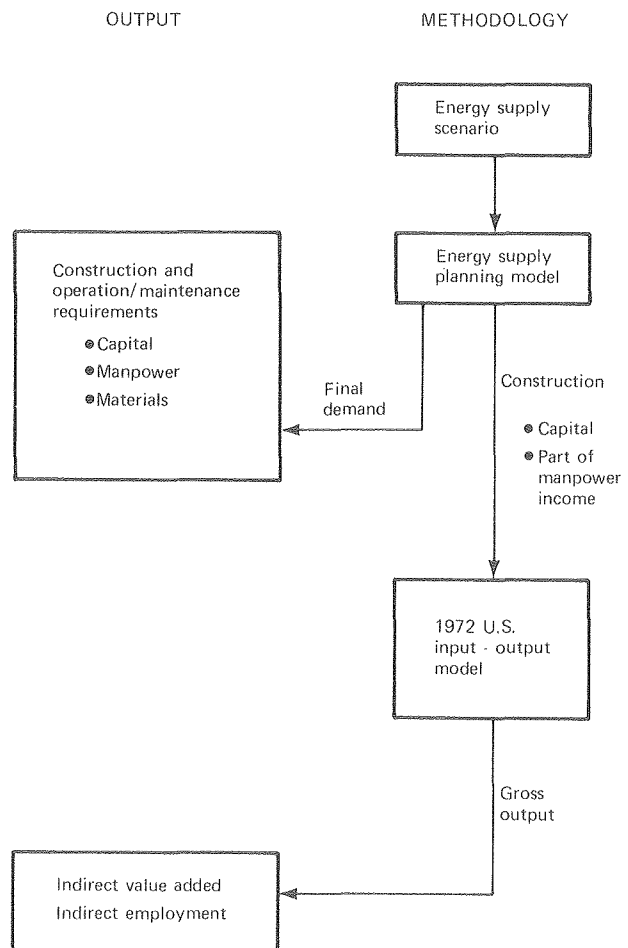 OUTPUT
METHODOLOGY
Energy supply
scenario
Energy supply
planning model
Construction and
operation/maintenance
requirements
● Capital
● Manpower
● Materials
Final
demand
Construction
● Capital
● Part of
manpower
income
1972 U.S.
input - output
model
Gross
output
Indirect value added
Indirect employment